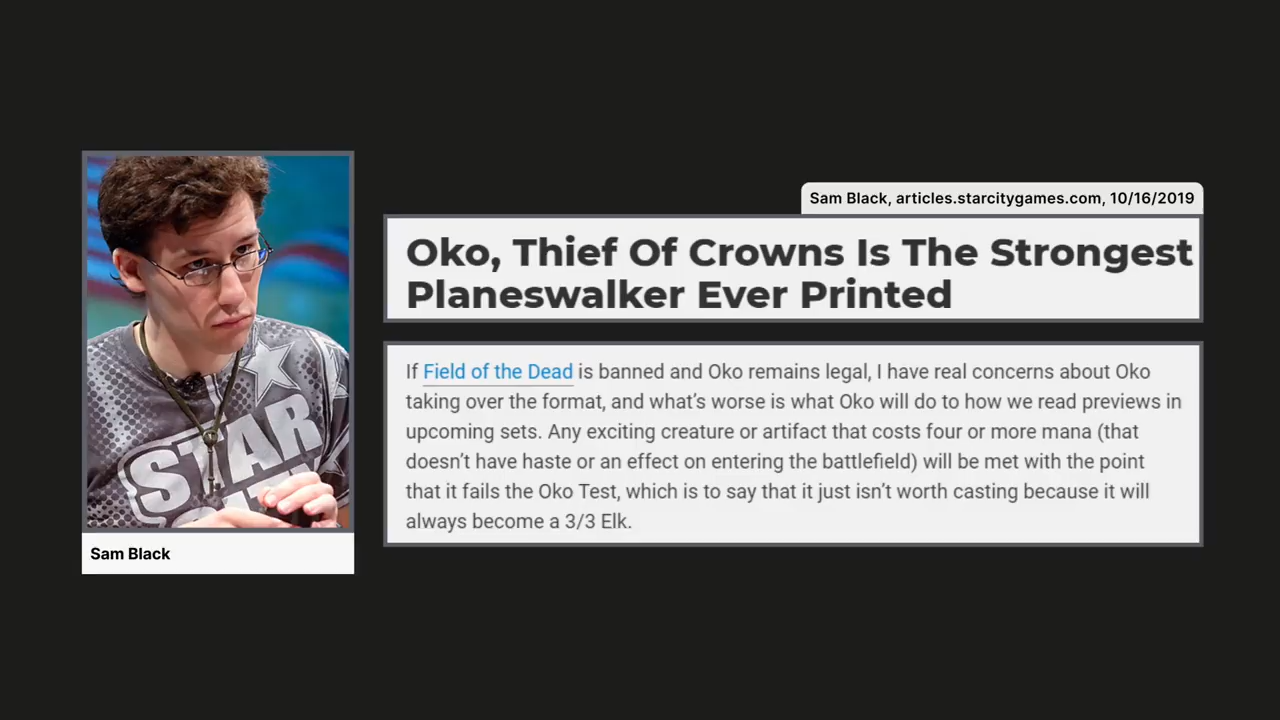 Sam Black, articles.starcitygames.com, 10/16/2019
Oko, Thief Of Crowns Is The Strongest
Planeswalker Ever Printed
If Field of the Dead is banned and Oko remains legal, I have real concerns about Oko
taking over the format, and what's worse is what Oko will do to how we read previews in
upcoming sets. Any exciting creature or artifact that costs four or more mana (that
doesn't have haste or an effect on entering the battlefield) will be met with the point
that it fails the Oko Test, which is to say that it just isn't worth casting because it will
always become a 3/3 Elk.
STAR
Sam Black